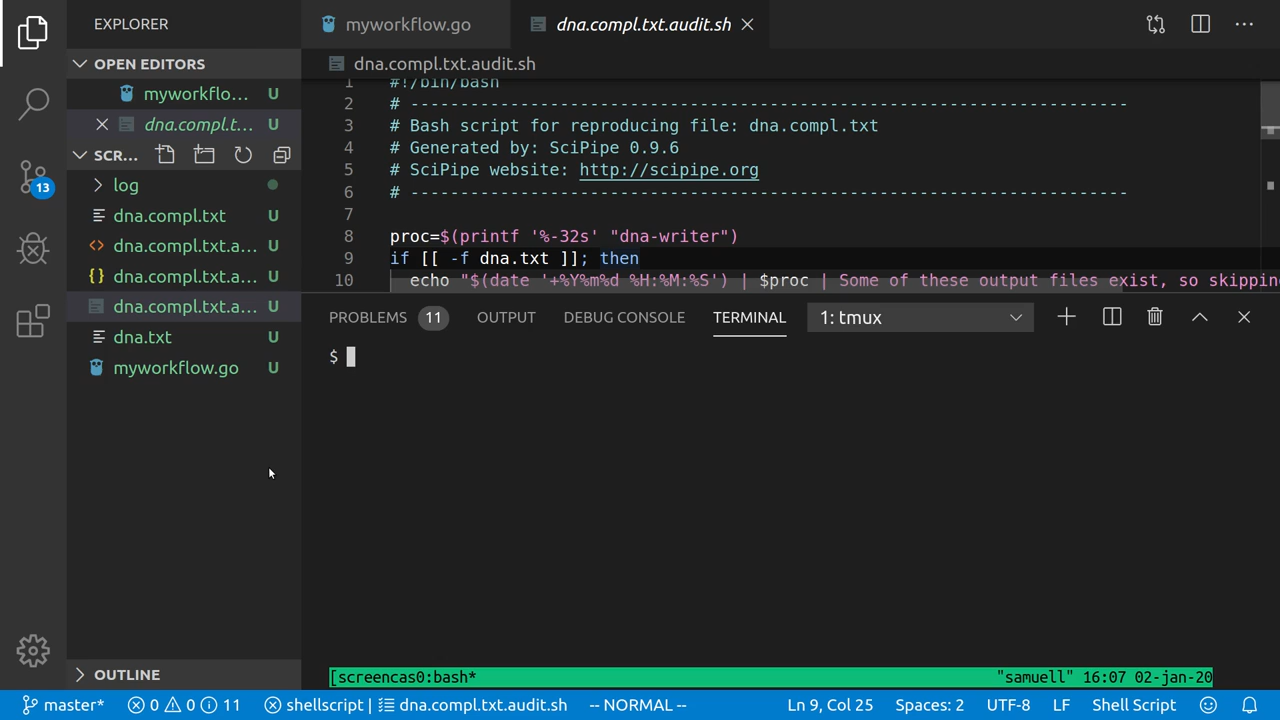 EXPLORER
OPEN EDITORS
myworkflo... U
dna.compl.t... U
SCR...
log
dna.compl.txt U
dna.compl.txt.a... U
dna.compl.txt.a... U
dna.compl.txt.a... U
dna.txt U
myworkflow.go U
OUTLINE
13
myworkflow.go
dna.compl.txt.audit.sh
dna.compl.txt.audit.sh
1 #!/bin/bash
2 # ------------------------------------------------------------------------
3 # Bash script for reproducing file: dna.compl.txt
4 # Generated by: SciPipe 0.9.6
5 # SciPipe website: http://scipipe.org
6 # ------------------------------------------------------------------------
7
8 proc=$(printf '%-32s' "dna-writer")
9 if [[ -f dna.txt ]]; then
10 echo "$(date '+%Y%m%d %H:%M:%S') | $proc | Some of these output files exist, so skipping
PROBLEMS 11 OUTPUT DEBUG CONSOLE TERMINAL 1: tmux
$
[screencas0:bash* "samuell" 16:07 02-jan-20
master* 0 0 11 shellscript | dna.compl.txt.audit.sh -- NORMAL -- Ln 9, Col 25 Spaces: 2 UTF-8 LF Shell Script